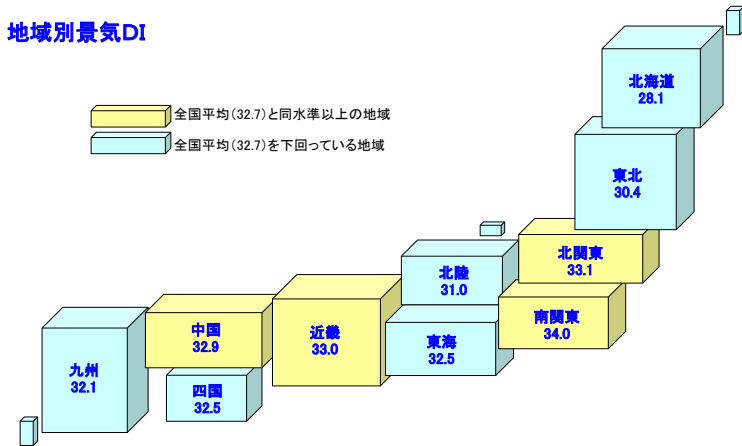 地域別景気DI
全国平均(32.7)と同水準以上の地域
全国平均(32.7)を下回っている地域
北海道
28.1
東北
30.4
北関東
33.1
北陸
31.0
南関東
34.0
中国
32.9
近畿
33.0
東海
32.5
九州
32.1
四国
32.5